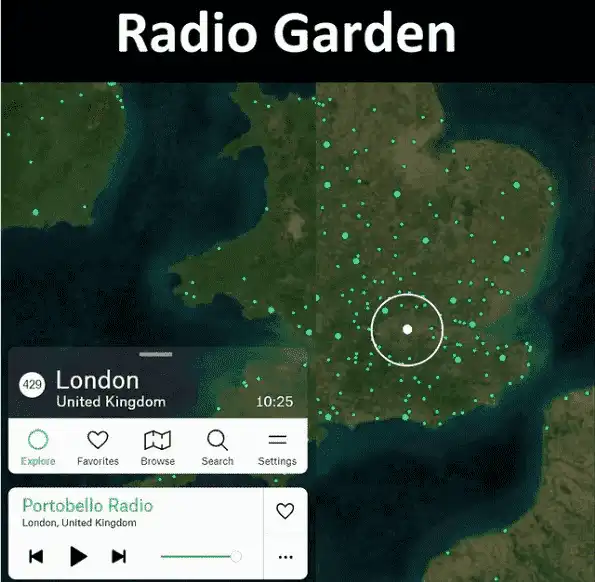 Radio Garden
429
London
United Kingdom
10:25
Explore
Favorites
Browse
Search
Settings
Portobello Radio
London, United Kingdom